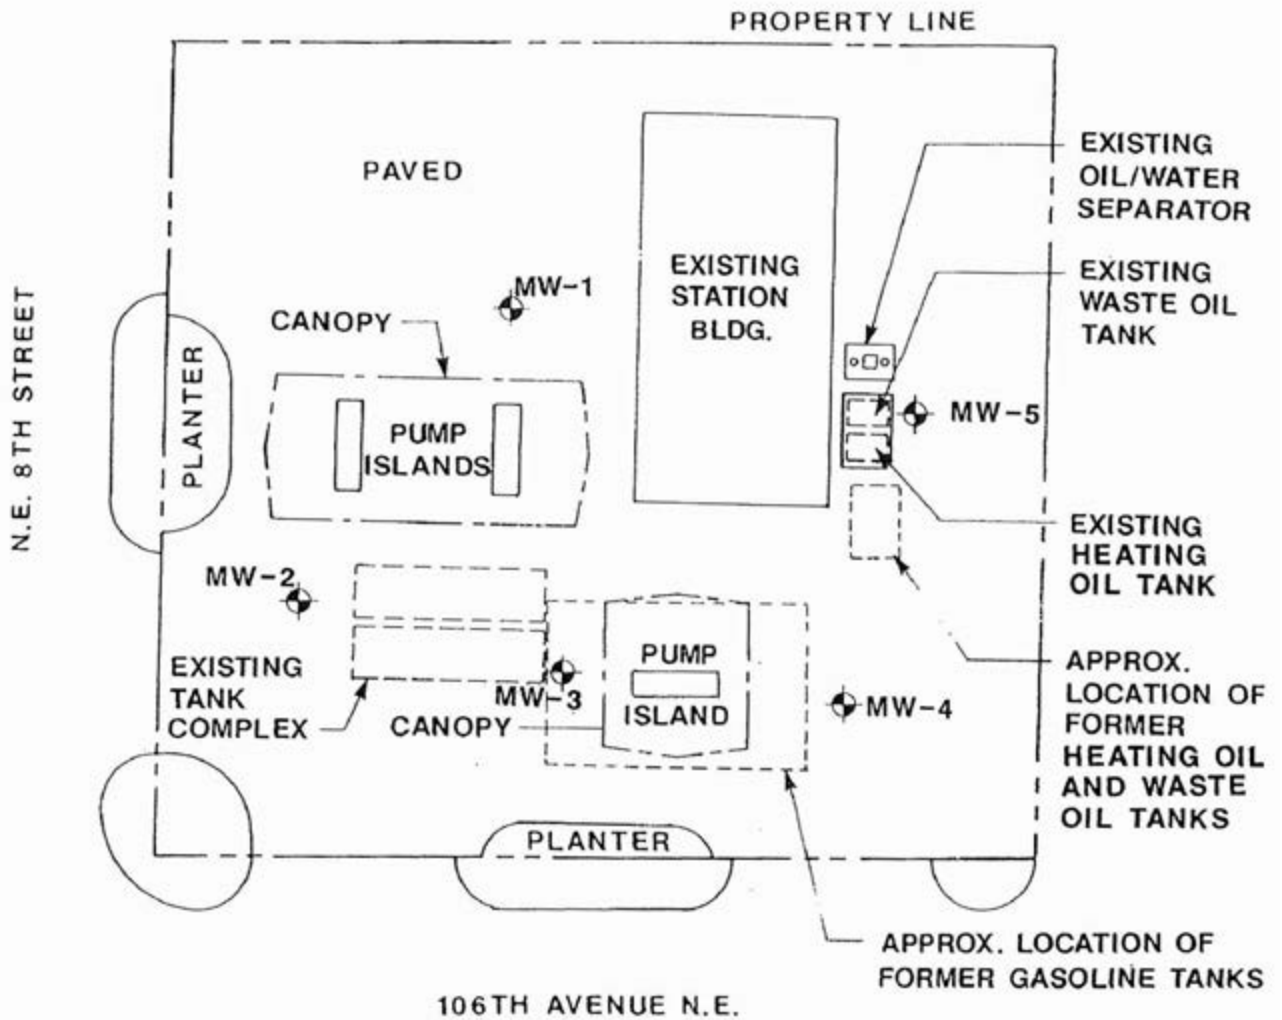 PROPERTY LINE
PAVED
EXISTING
OIL/WATER
SEPARATOR
EXISTING
STATION
BLDG.
EXISTING
WASTE OIL
TANK
MW-1
CANOPY
N.E. 8TH STREET
PLANTER
PUMP
ISLANDS
MW-5
EXISTING
HEATING
OIL TANK
MW-2
EXISTING
TANK
COMPLEX
MW-3
CANOPY
PUMP
ISLAND
MW-4
APPROX.
LOCATION OF
FORMER
HEATING OIL
AND WASTE
OIL TANKS
PLANTER
APPROX. LOCATION OF
FORMER GASOLINE TANKS
106TH AVENUE N.E.